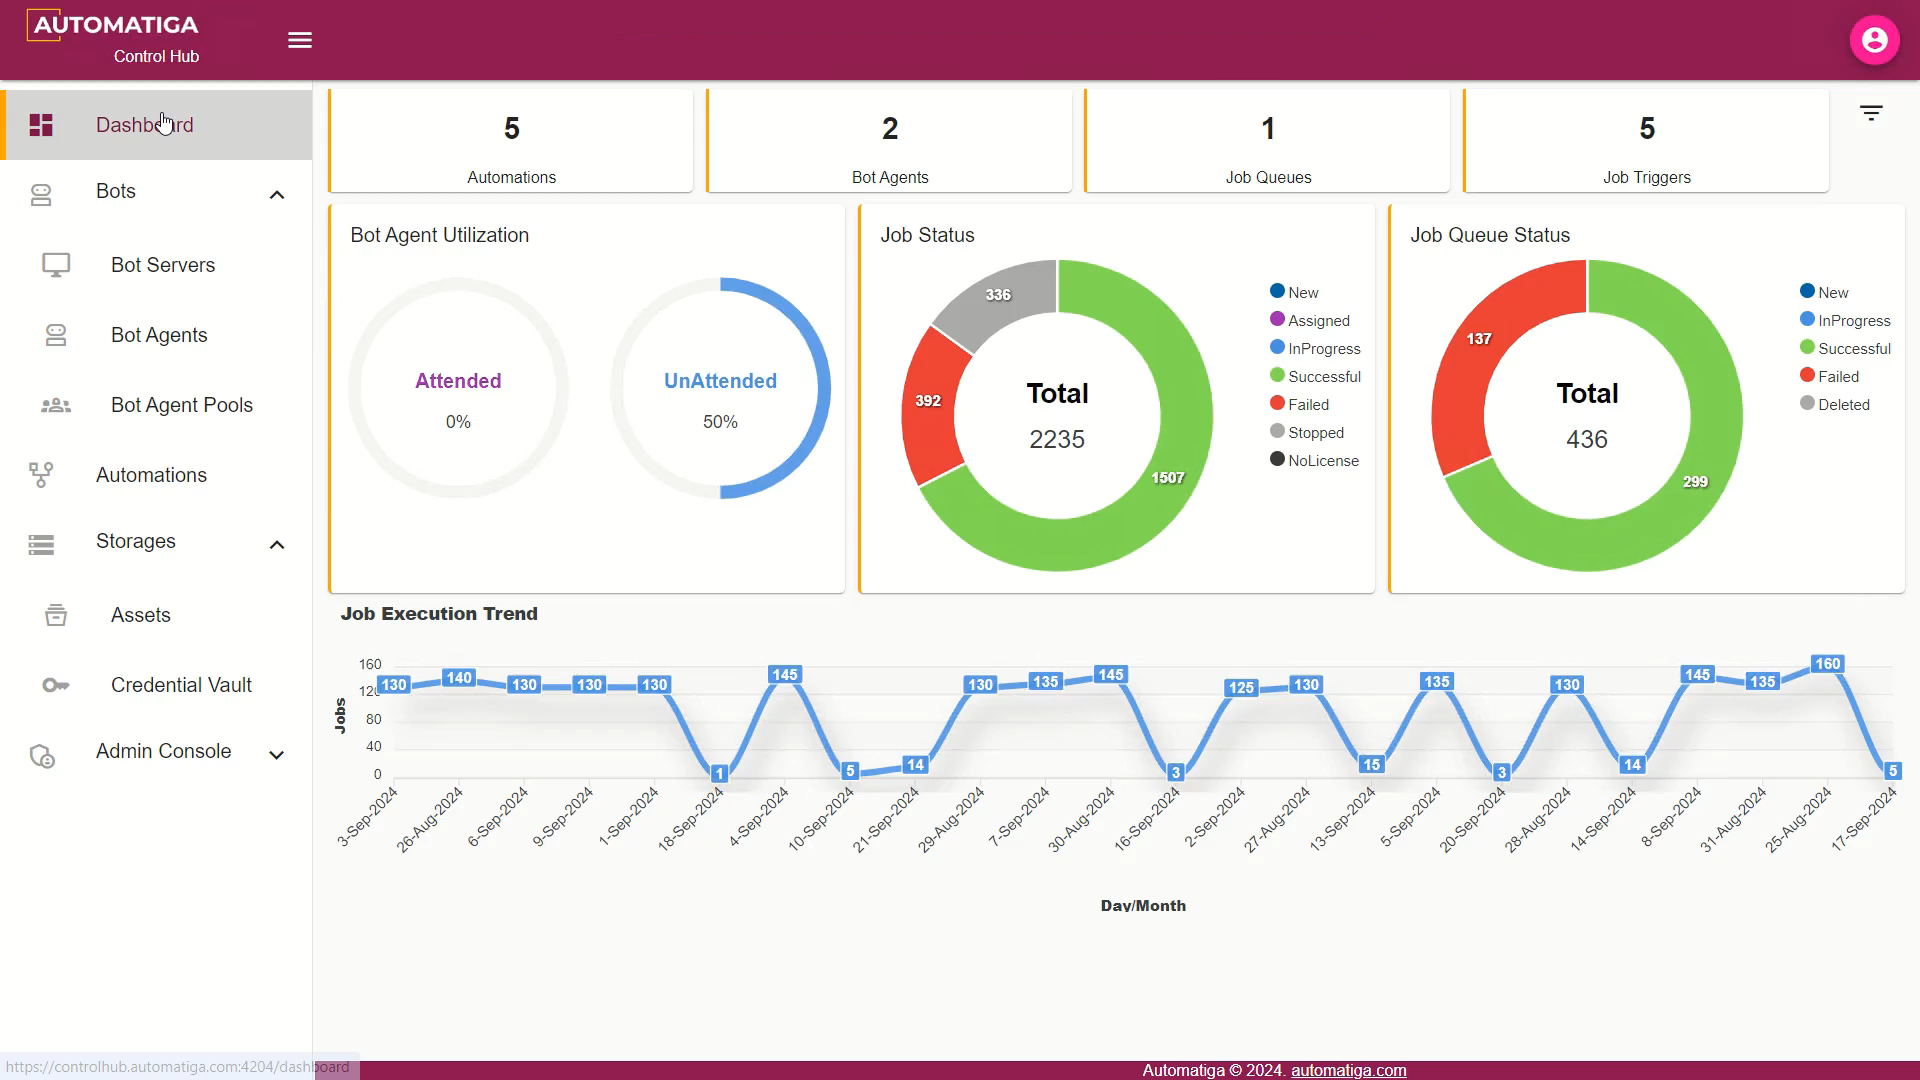 AUTOMATIGA
Control Hub
Dashboard
Bots
Bot Servers
Bot Agents
Bot Agent Pools
Automations
Storages
Assets
Credential Vault
Admin Console
5
Automations
2
Bot Agents
1
Job Queues
5
Job Triggers
Bot Agent Utilization
Attended
0%
UnAttended
50%
Job Status
336
392
1507
Total
2235
New
Assigned
InProgress
Successful
Failed
Stopped
NoLicense
Job Queue Status
137
299
Total
436
New
InProgress
Successful
Failed
Deleted
Job Execution Trend
Jobs
160
120
80
40
0
130 140 130 130 130 1 145 5 14 130 135 145 3 125 130 15 135 3 130 14 145 135 160 5
3-Sep-2024 26-Aug-2024 6-Sep-2024 9-Sep-2024 1-Sep-2024 18-Sep-2024 4-Sep-2024 10-Sep-2024 21-Sep-2024 29-Aug-2024 7-Sep-2024 30-Aug-2024 16-Sep-2024 2-Sep-2024 27-Aug-2024 13-Sep-2024 5-Sep-2024 20-Sep-2024 28-Aug-2024 14-Sep-2024 8-Sep-2024 31-Aug-2024 25-Aug-2024 17-Sep-2024
Day/Month
https://controlhub.automatiga.com:4204/dashboard
Automatiga © 2024. automatiga.com